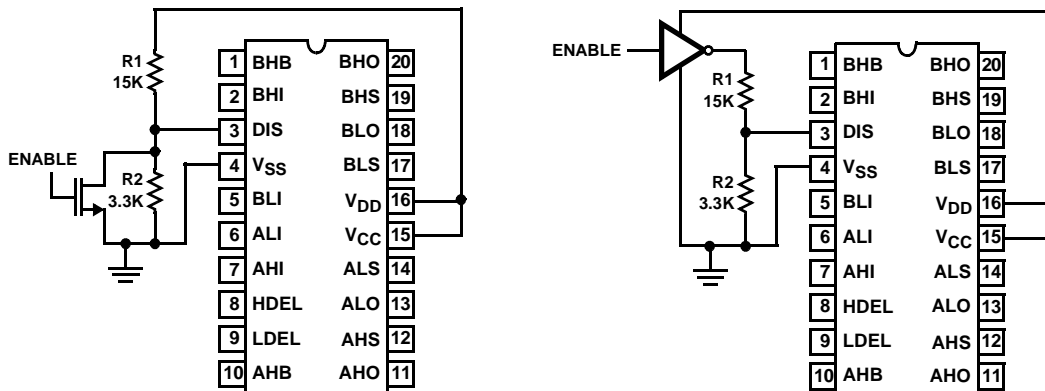 R1
15K
ENABLE
R2
3.3K
1 BHB BHO 20
2 BHI BHS 19
3 DIS BLO 18
4 VSS BLS 17
5 BLI VDD 16
6 ALI VCC 15
7 AHI ALS 14
8 HDEL ALO 13
9 LDEL AHS 12
10 AHB AHO 11
ENABLE
R1
15K
R2
3.3K
1 BHB BHO 20
2 BHI BHS 19
3 DIS BLO 18
4 VSS BLS 17
5 BLI VDD 16
6 ALI VCC 15
7 AHI ALS 14
8 HDEL ALO 13
9 LDEL AHS 12
10 AHB AHO 11